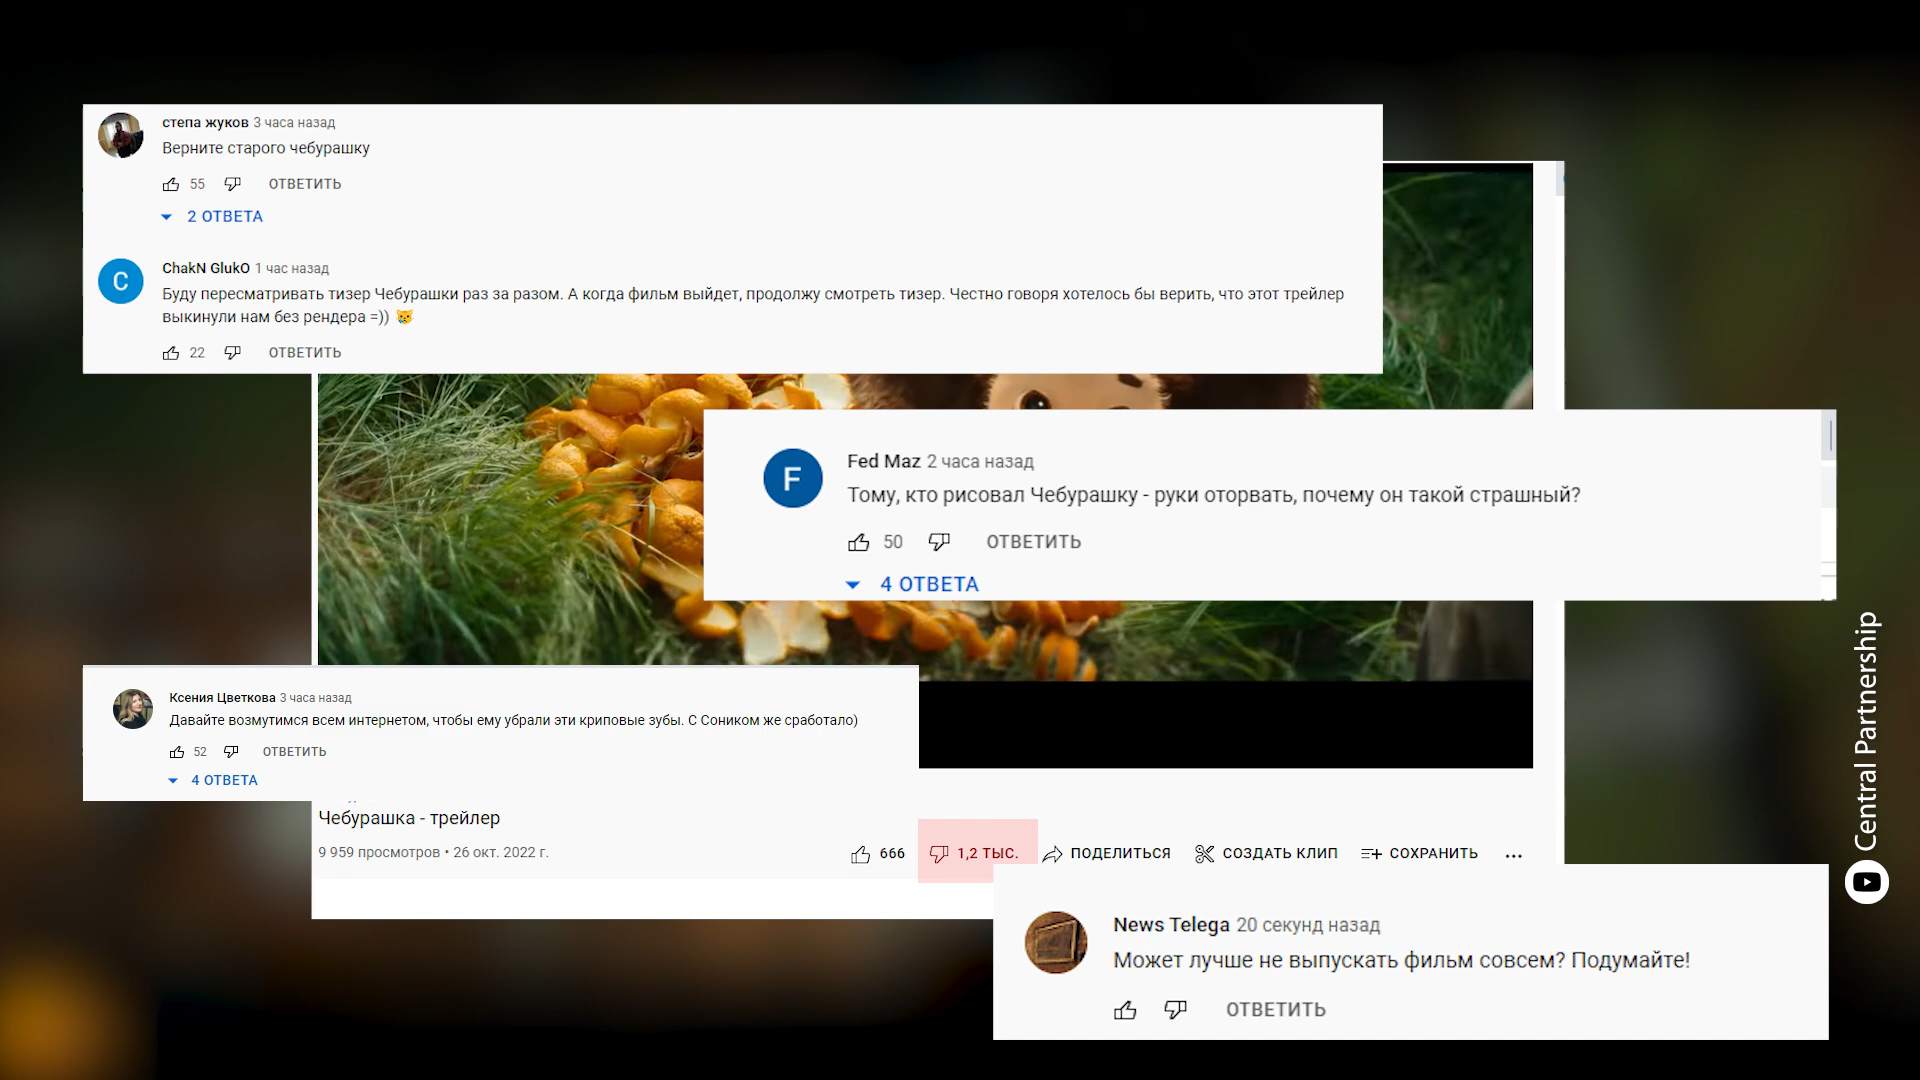 степа жуков 3 часа назад
Верните старого чебурашку
55 ОТВЕТИТЬ
2 ОТВЕТА
C
ChakN GlukO 1 час назад
Буду пересматривать тизер Чебурашки раз за разом. А когда фильм выйдет, продолжу смотреть тизер. Честно говоря хотелось бы верить, что этот трейлер
выкинули нам без рендера =)) 😿
22 ОТВЕТИТЬ
F
Fed Maz 2 часа назад
Тому, кто рисовал Чебурашку - руки оторвать, почему он такой страшный?
50 ОТВЕТИТЬ
4 ОТВЕТА
Ксения Цветкова 3 часа назад
Давайте возмутимся всем интернетом, чтобы ему убрали эти криповые зубы. С Соником же сработало)
52 ОТВЕТИТЬ
4 ОТВЕТА
Чебурашка - трейлер
9 959 просмотров • 26 окт. 2022 г.
666 1,2 ТЫС. ПОДЕЛИТЬСЯ СОЗДАТЬ КЛИП СОХРАНИТЬ ...
News Telega 20 секунд назад
Может лучше не выпускать фильм совсем? Подумайте!
ОТВЕТИТЬ
Central Partnership